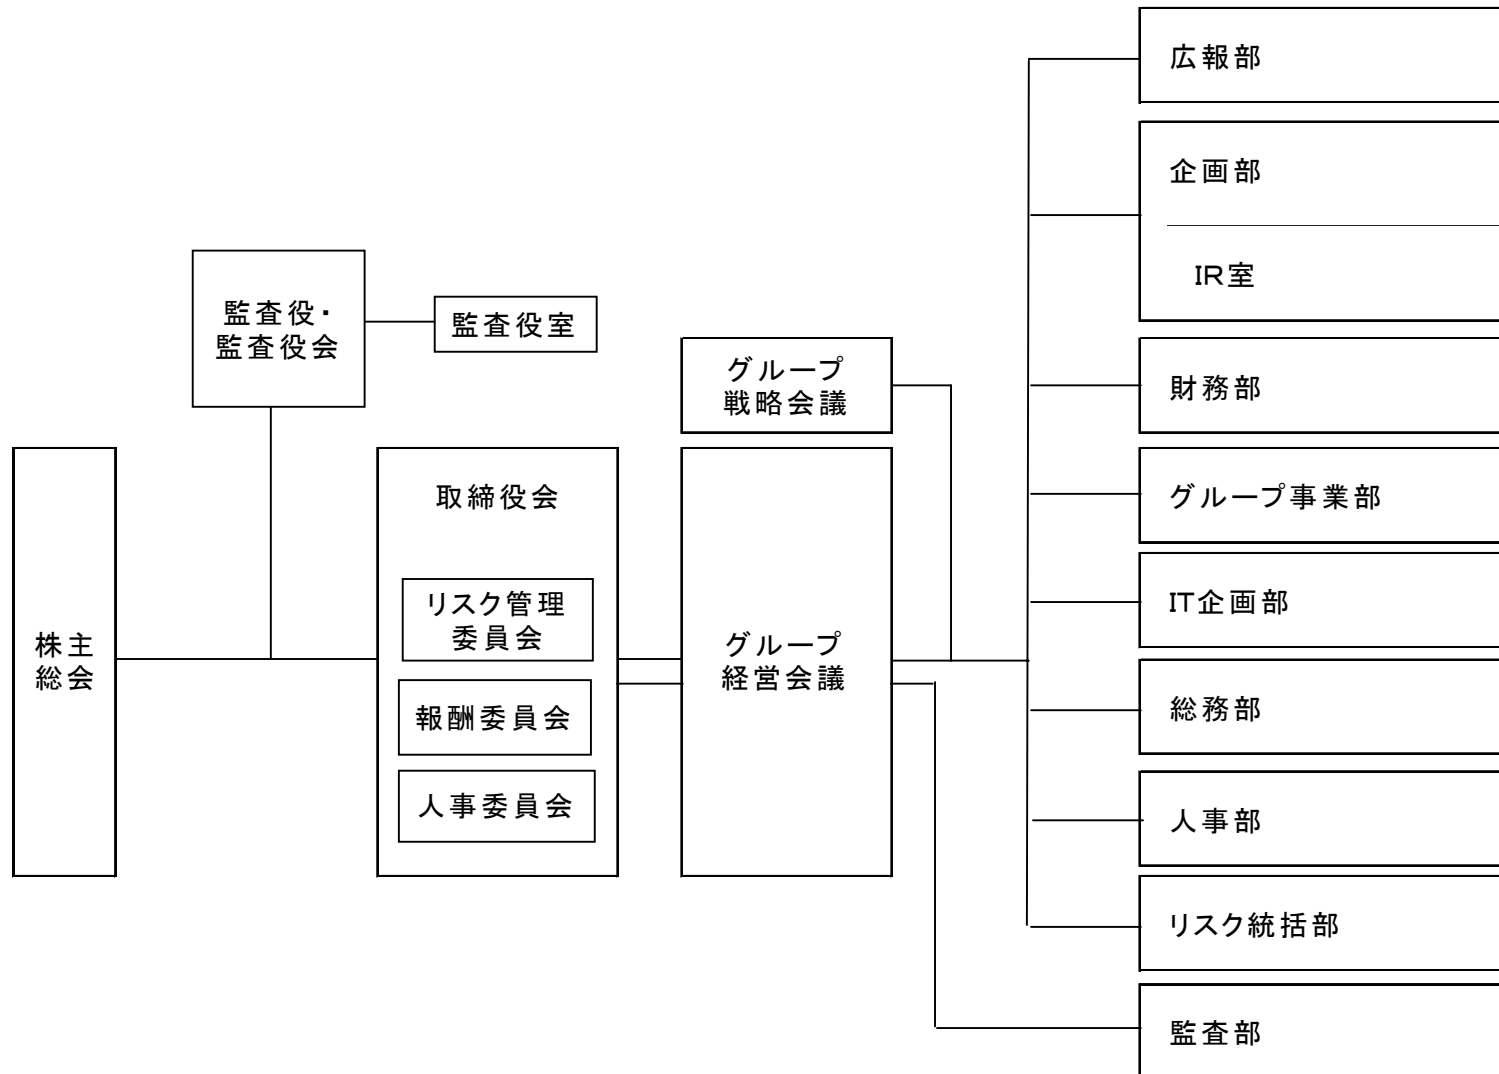 株主
総会
監査役・
監査役会
監査役室
取締役会
リスク管理
委員会
報酬委員会
人事委員会
グループ
戦略会議
グループ
経営会議
広報部
企画部
IR室
財務部
グループ事業部
IT企画部
総務部
人事部
リスク統括部
監査部